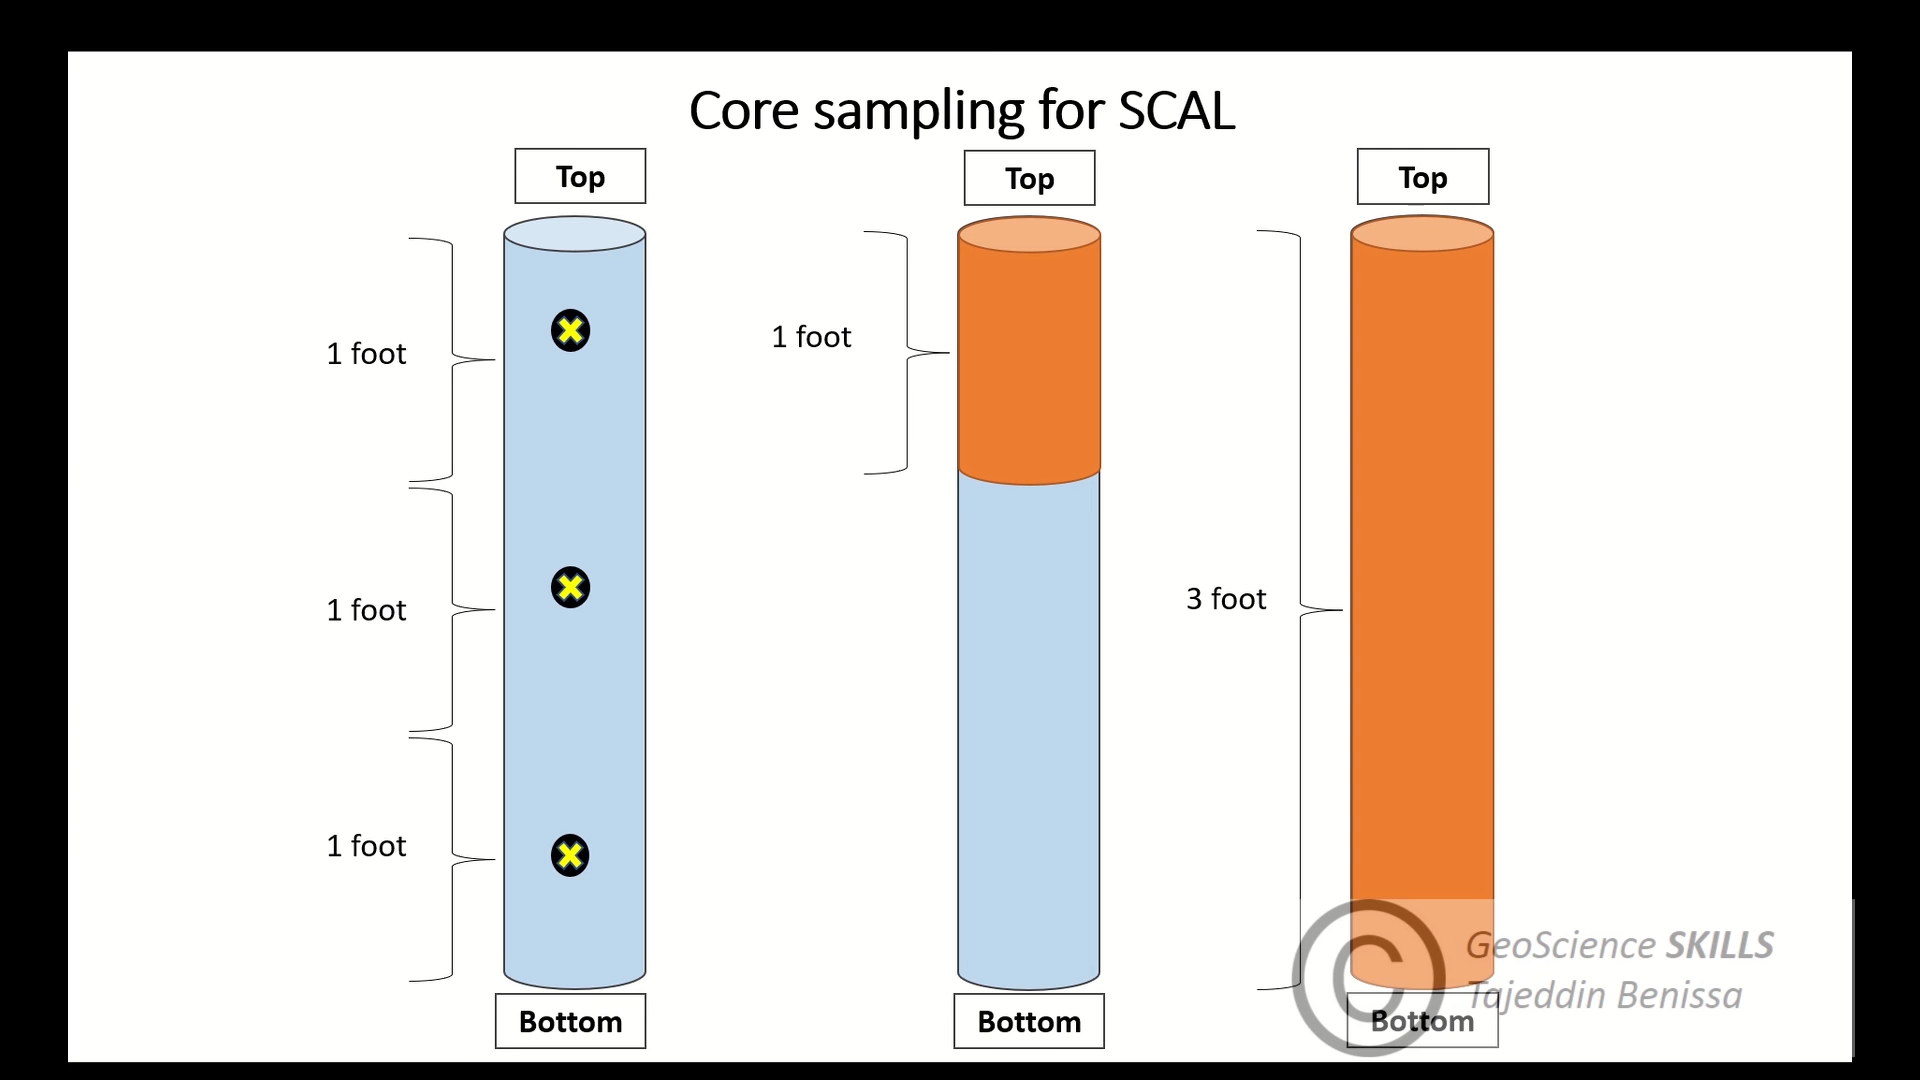 Core sampling for SCAL
Top
Top
Top
1 foot
1 foot
1 foot
1 foot
3 foot
Bottom
Bottom
Bottom
© GeoScience SKILLS
Tajeddin Benissa